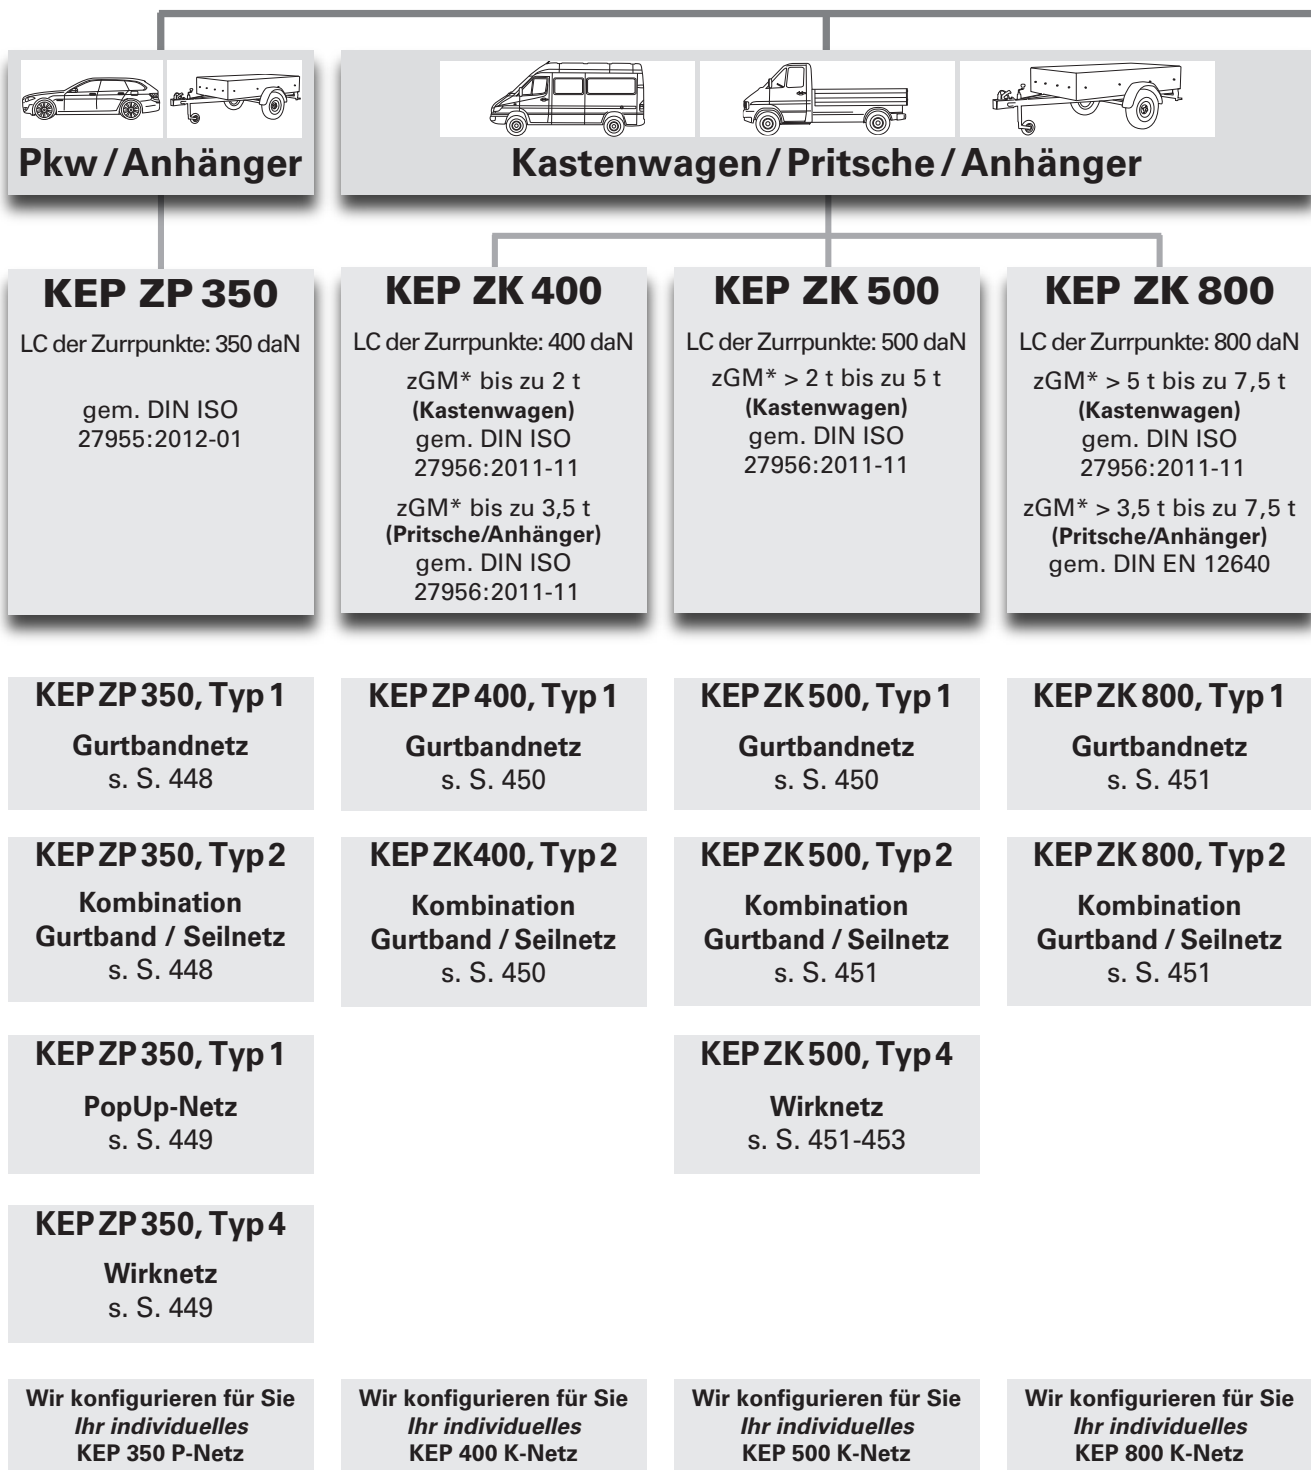 Pkw / Anhänger
Kastenwagen / Pritsche / Anhänger
KEP ZP 350
LC der Zurrpunkte: 350 daN
gem. DIN ISO
27955:2012-01
KEP ZK 400
LC der Zurrpunkte: 400 daN
zGM* bis zu 2 t
(Kastenwagen)
gem. DIN ISO
27956:2011-11
zGM* bis zu 3,5 t
(Pritsche/Anhänger)
gem. DIN ISO
27956:2011-11
KEP ZK 500
LC der Zurrpunkte: 500 daN
zGM* > 2 t bis zu 5 t
(Kastenwagen)
gem. DIN ISO
27956:2011-11
KEP ZK 800
LC der Zurrpunkte: 800 daN
zGM* > 5 t bis zu 7,5 t
(Kastenwagen)
gem. DIN ISO
27956:2011-11
zGM* > 3,5 t bis zu 7,5 t
(Pritsche/Anhänger)
gem. DIN EN 12640
KEP ZP 350, Typ 1
Gurtbandnetz
s. S. 448
KEP ZP 400, Typ 1
Gurtbandnetz
s. S. 450
KEP ZK 500, Typ 1
Gurtbandnetz
s. S. 450
KEP ZK 800, Typ 1
Gurtbandnetz
s. S. 451
KEP ZP 350, Typ 2
Kombination
Gurtband / Seilnetz
s. S. 448
KEP ZK400, Typ 2
Kombination
Gurtband / Seilnetz
s. S. 450
KEP ZK 500, Typ 2
Kombination
Gurtband / Seilnetz
s. S. 451
KEP ZK 800, Typ 2
Kombination
Gurtband / Seilnetz
s. S. 451
KEP ZP 350, Typ 1
PopUp-Netz
s. S. 449
KEP ZK 500, Typ 4
Wirknetz
s. S. 451-453
KEP ZP 350, Typ 4
Wirknetz
s. S. 449
Wir konfigurieren für Sie
Ihr individuelles
KEP 350 P-Netz
Wir konfigurieren für Sie
Ihr individuelles
KEP 400 K-Netz
Wir konfigurieren für Sie
Ihr individuelles
KEP 500 K-Netz
Wir konfigurieren für Sie
Ihr individuelles
KEP 800 K-Netz